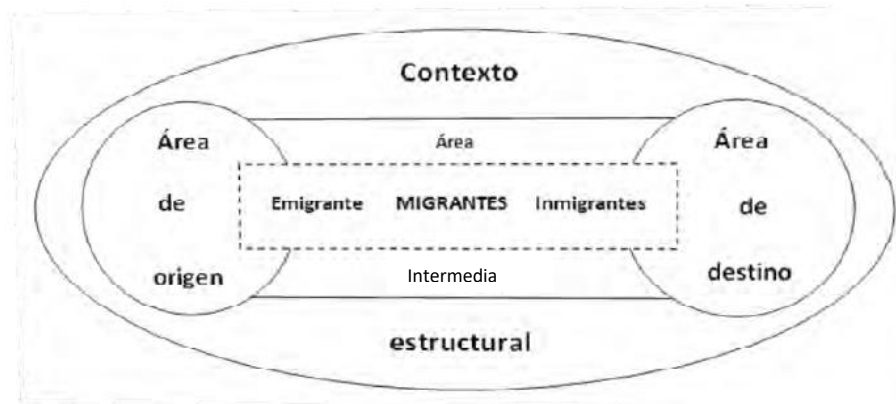 Contexto
Área
de
origen
Área
Emigrante MIGRANTES Inmigrantes
Intermedia
Área
de
destino
estructural